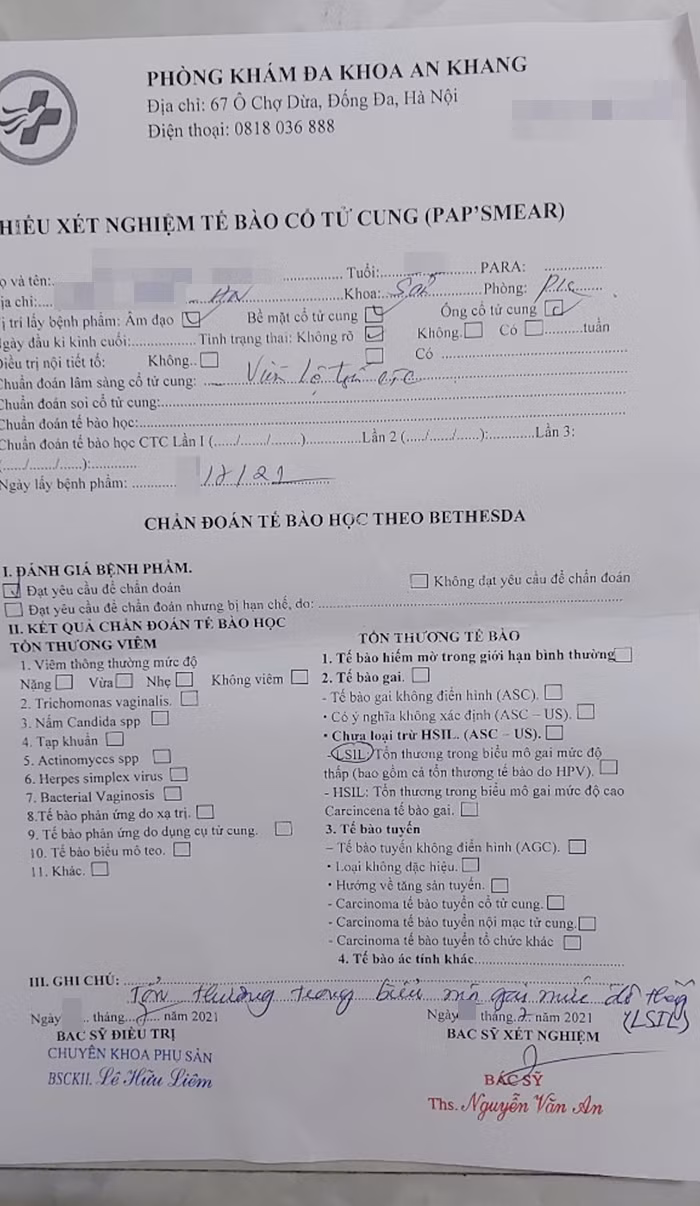 PHÒNG KHÁM ĐA KHOA AN KHANG
Địa chỉ: 67 Ô Chợ Dừa, Đống Đa, Hà Nội
Điện thoại: 0818 036 888
HIẾU XÉT NGHIỆM TẾ BÀO CỔ TỬ CUNG (PAP'SMEAR)
ọ và tên:.... Tuổi:.... PARA: ....
ịa chỉ:.... HN Khoa: Sản Phòng: PK
ị trí lấy bệnh phẩm: Âm đạo Bề mặt cổ tử cung Ống cổ tử cung
gày đầu kì kinh cuối:.... Tình trạng thai: Không rõ Không. Có ....tuần
Điều trị nội tiết tố: Không.. Có ....
Chuẩn đoán lâm sàng cổ tử cung: Viêm lộ tuyến CTC
Chuẩn đoán soi cổ tử cung:....
Chuẩn đoán tế bào học:....
Chuẩn đoán tế bào học CTC Lần I (...../....../.......)....Lần 2 (...../...../......):....Lần 3:
(....../....../.....):....
Ngày lấy bệnh phẩm: .... /2/21
CHẨN ĐOÁN TẾ BÀO HỌC THEO BETHESDA
I. ĐÁNH GIÁ BỆNH PHẨM.
Đạt yêu cầu để chẩn đoán Không đạt yêu cầu để chẩn đoán
Đạt yêu cầu để chẩn đoán nhưng bị hạn chế, do: ....
II. KẾT QUẢ CHẨN ĐOÁN TẾ BÀO HỌC
TỔN THƯƠNG VIÊM
1. Viêm thông thường mức độ
Nặng Vừa Nhẹ Không viêm
2. Trichomonas vaginalis.
3. Nấm Candida spp
4. Tạp khuẩn
5. Actinomyces spp
6. Herpes simplex virus
7. Bacterial Vaginosis
8.Tế bào phản ứng do xạ trị.
9. Tế bào phản ứng do dụng cụ tử cung.
10. Tế bào biểu mô teo.
11. Khác.
TỔN THƯƠNG TẾ BÀO
1. Tế bào hiếm mờ trong giới hạn bình thường
2. Tế bào gai.
- Tế bào gai không điển hình (ASC).
• Có ý nghĩa không xác định (ASC – US).
• Chưa loại trừ HSIL. (ASC – US).
- LSIL: Tổn thương trong biểu mô gai mức độ
thấp (bao gồm cả tổn thương tế bào do HPV).
- HSIL: Tổn thương trong biểu mô gai mức độ cao
Carcincena tế bào gai.
3. Tế bào tuyến
– Tế bào tuyến không điển hình (AGC).
• Loại không đặc hiệu.
• Hướng về tăng sản tuyến.
- Carcinoma tế bào tuyến cổ tử cung.
- Carcinoma tế bào tuyến nội mạc tử cung.
- Carcinoma tế bào tuyến tổ chức khác
4. Tế bào ác tính khác....
III. GHI CHÚ: Tổn thương trong biểu mô gai mức độ thấp
(LSIL)
Ngày .... tháng..2... năm 2021
BÁC SỸ ĐIỀU TRỊ
CHUYÊN KHOA PHỤ SẢN
BSCKII. Lê Hữu Liêm
Ngày tháng.2. năm 2021
BÁC SỸ XÉT NGHIỆM
BÁC SỸ
Ths. Nguyễn Văn An